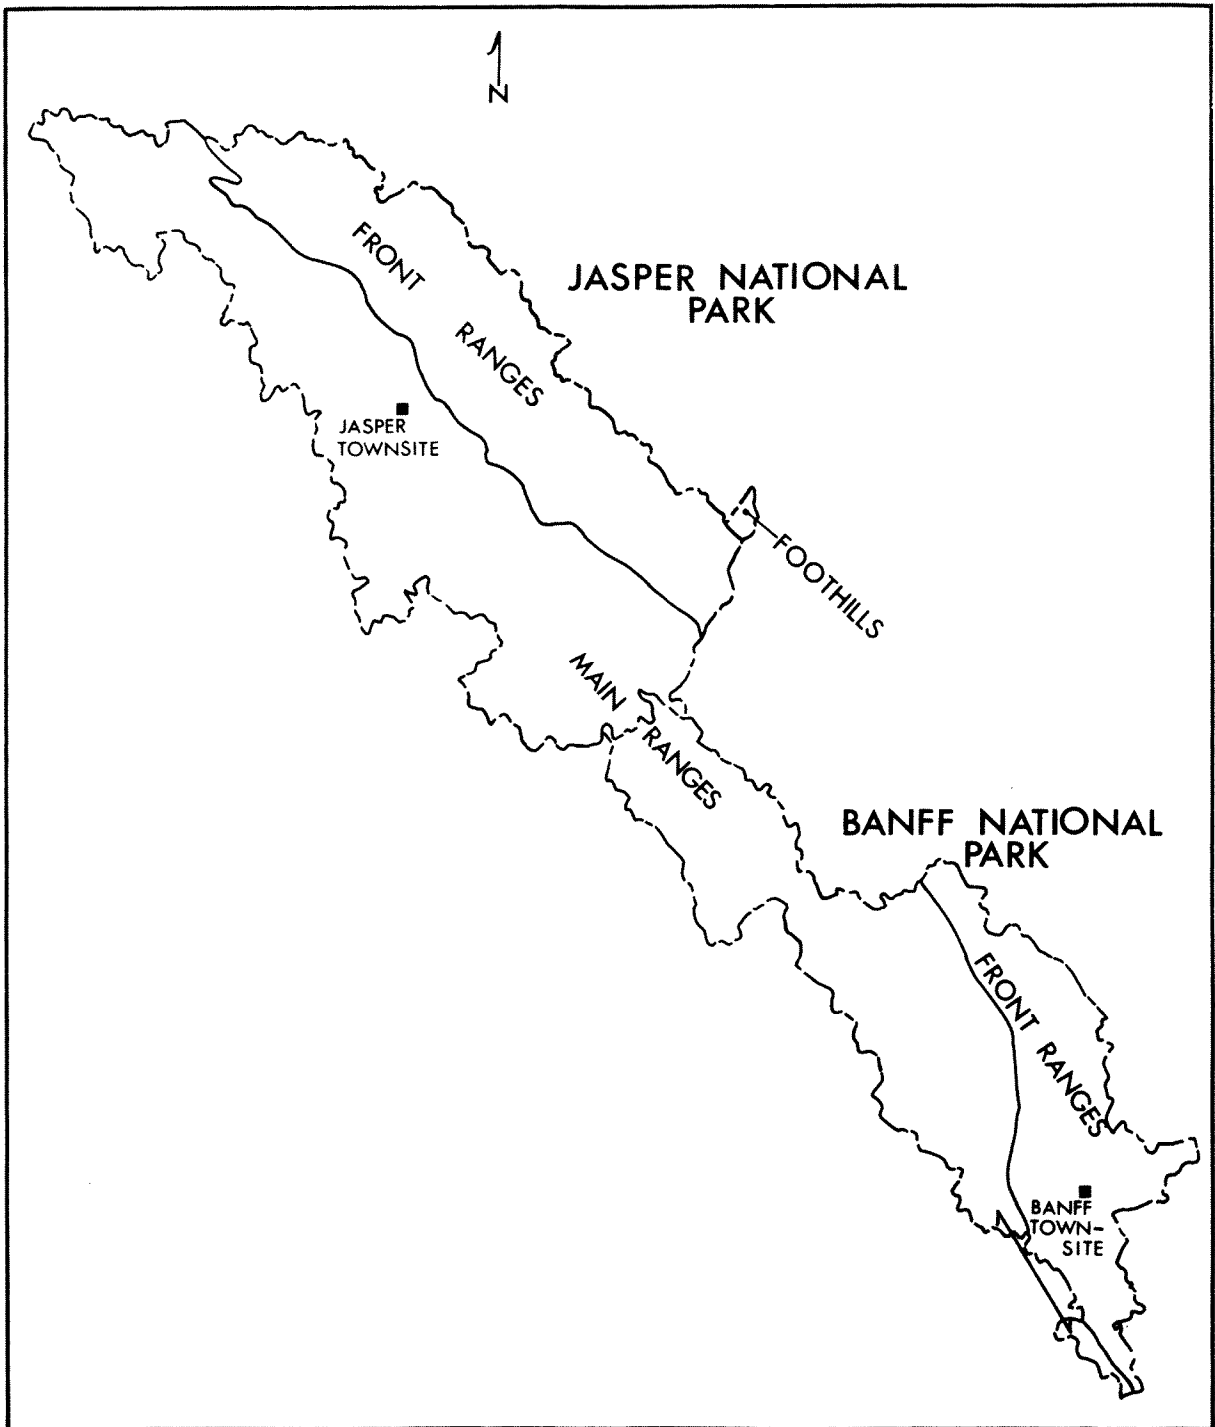 N
FRONT
RANGES
JASPER NATIONAL
PARK
JASPER
TOWNSITE
FOOTHILLS
MAIN
RANGES
BANFF NATIONAL
PARK
FRONT RANGES
BANFF
TOWN-
SITE